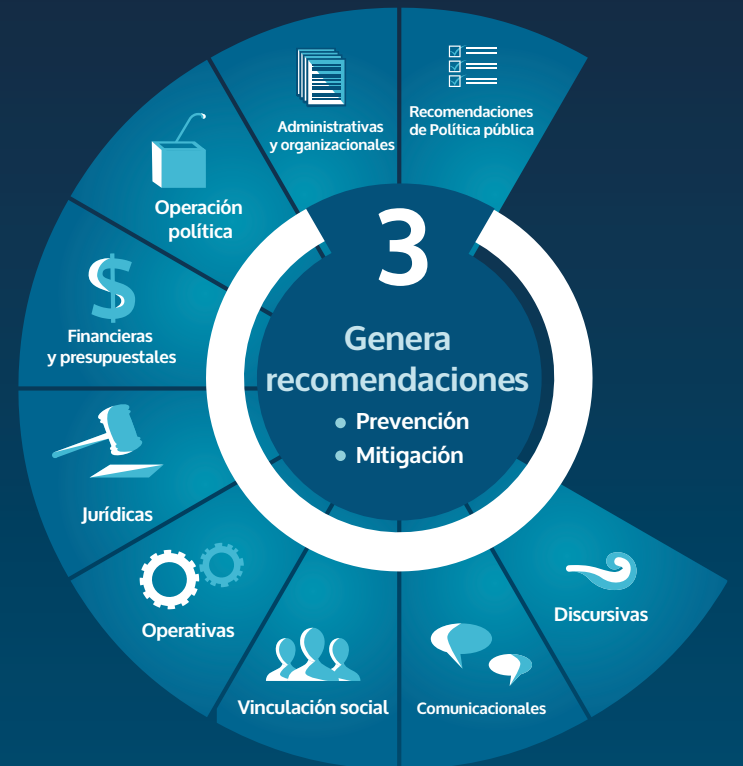 Recomendaciones
de Política pública
Administrativas
y organizacionales
Operación
política
Financieras
y presupuestales
Jurídicas
Operativas
Vinculación social
Comunicacionales
Discursivas
3
Genera
recomendaciones
• Prevención
• Mitigación